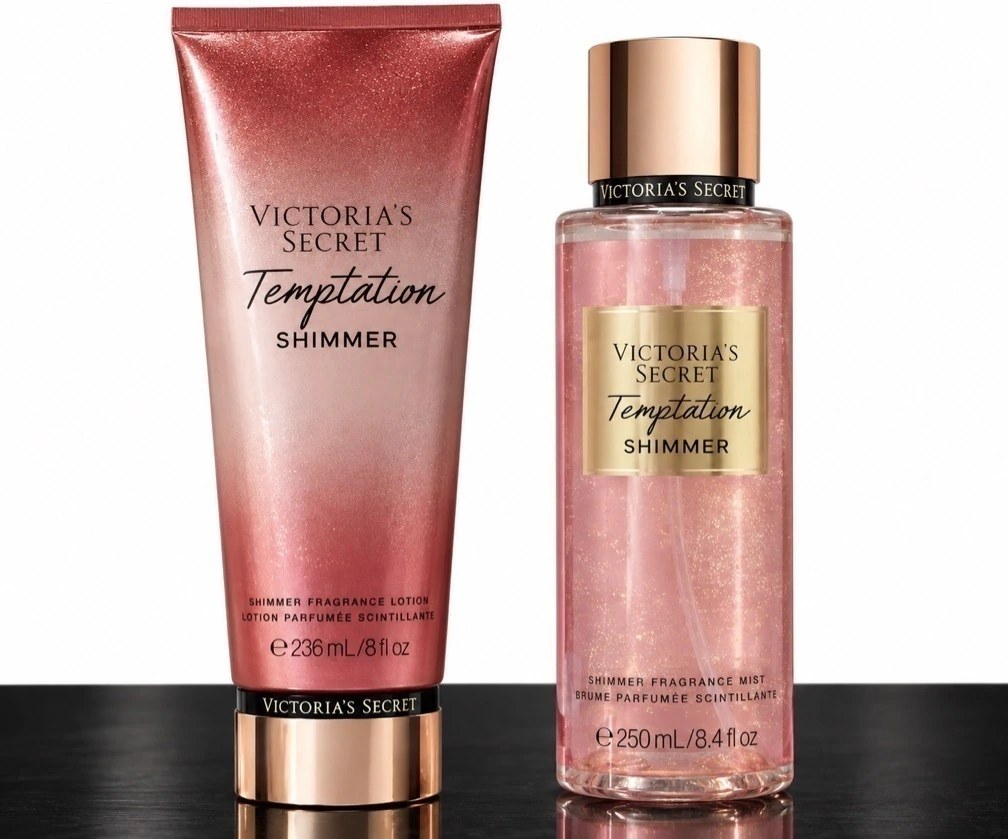 VICTORIA'S
SECRET
Temptation
SHIMMER
SHIMMER FRAGRANCE LOTION
LOTION PARFUMÉE SCINTILLANTE
℮ 236 mL/8 fl oz
VICTORIA'S SECRET
VICTORIA'S SECRET
VICTORIA'S
SECRET
Temptation
SHIMMER
SHIMMER FRAGRANCE MIST
BRUME PARFUMÉE SCINTILLANTE
℮ 250 mL/8.4 fl oz